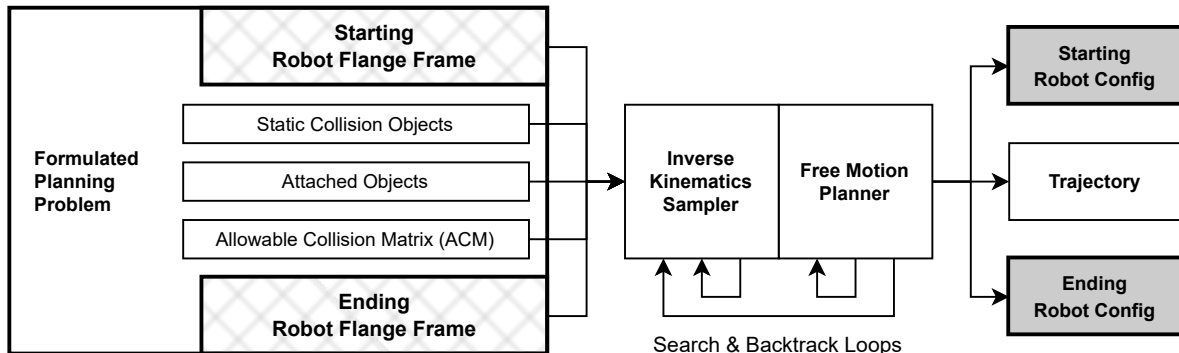 Starting
Robot Flange Frame
Static Collision Objects
Formulated
Planning
Problem
Attached Objects
Allowable Collision Matrix (ACM)
Ending
Robot Flange Frame
Inverse
Kinematics
Sampler
Free Motion
Planner
Search & Backtrack Loops
Starting
Robot Config
Trajectory
Ending
Robot Config